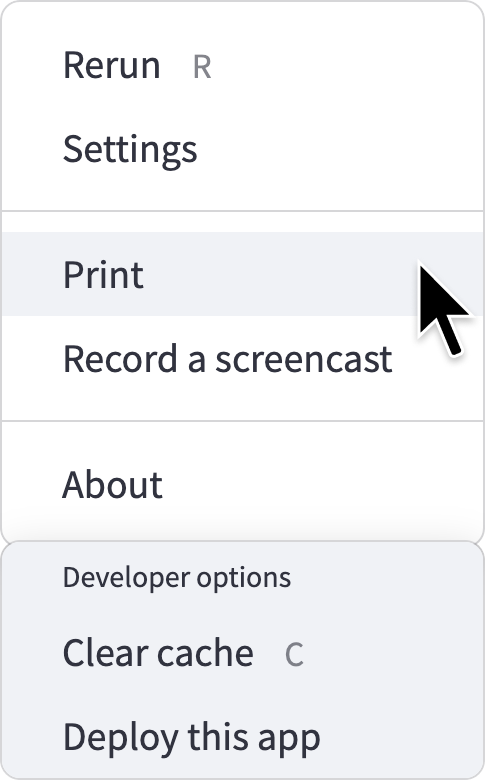 Rerun R
Settings
Print
Record a screencast
About
Developer options
Clear cache C
Deploy this app